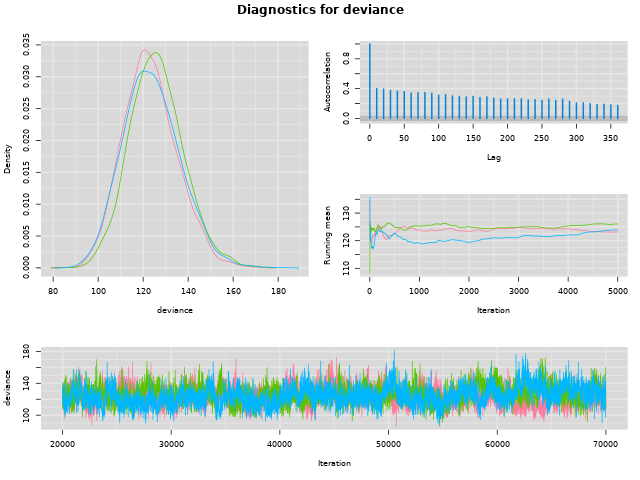 Diagnostics for deviance
0.035
0.030
0.025
0.020
0.015
0.010
0.005
0.000
Density
80 100 120 140 160 180
deviance
0.8
0.4
0.0
Autocorrelation
0 50 100 150 200 250 300 350
Lag
130
120
110
Running mean
0 1000 2000 3000 4000 5000
Iteration
180
140
100
deviance
20000 30000 40000 50000 60000 70000
Iteration